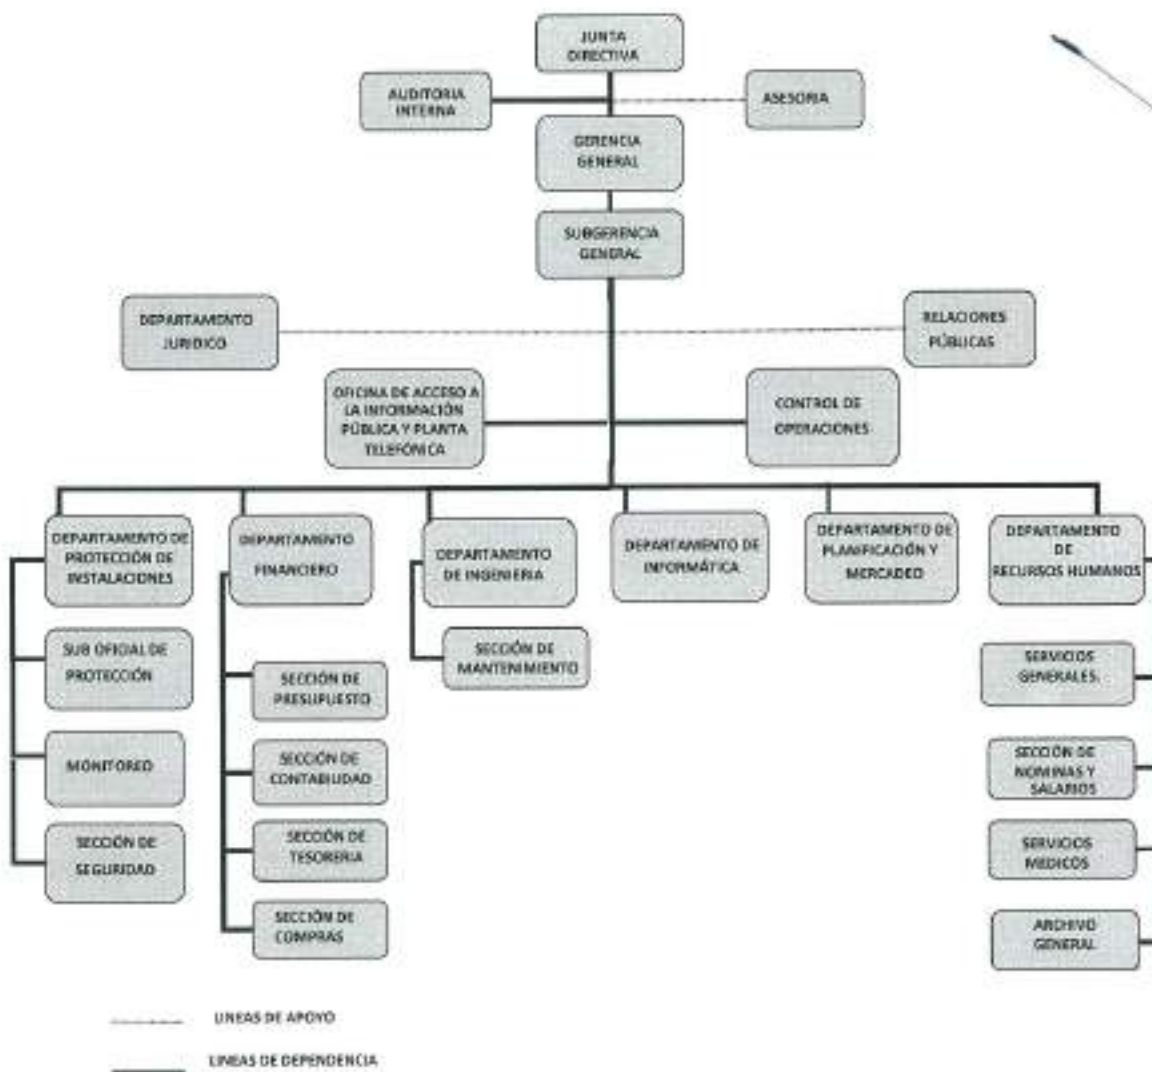 JUNTA
DIRECTIVA
AUDITORIA
INTERNA
ASESORIA
GERENCIA
GENERAL
SUBGERENCIA
GENERAL
DEPARTAMENTO
JURIDICO
RELACIONES
PÚBLICAS
OFICINA DE ACCESO A
LA INFORMACIÓN
PÚBLICA Y PLANTA
TELEFÓNICA
CONTROL DE
OPERACIONES
DEPARTAMENTO DE
PROTECCIÓN DE
INSTALACIONES
DEPARTAMENTO
FINANCIERO
DEPARTAMENTO
DE INGENIERIA
DEPARTAMENTO DE
INFORMÁTICA
DEPARTAMENTO DE
PLANIFICACIÓN Y
MERCADEO
DEPARTAMENTO
DE
RECURSOS HUMANOS
SUB OFICIAL DE
PROTECCIÓN
MONITOREO
SECCIÓN DE
SEGURIDAD
SECCIÓN DE
PRESUPUESTO
SECCIÓN DE
CONTABILIDAD
SECCIÓN DE
TESORERIA
SECCIÓN DE
COMPRAS
SECCIÓN DE
MANTENIMIENTO
SERVICIOS
GENERALES.
SECCIÓN DE
NOMINAS Y
SALARIOS
SERVICIOS
MEDICOS
ARCHIVO
GENERAL
LINEAS DE APOYO
LINEAS DE DEPENDENCIA